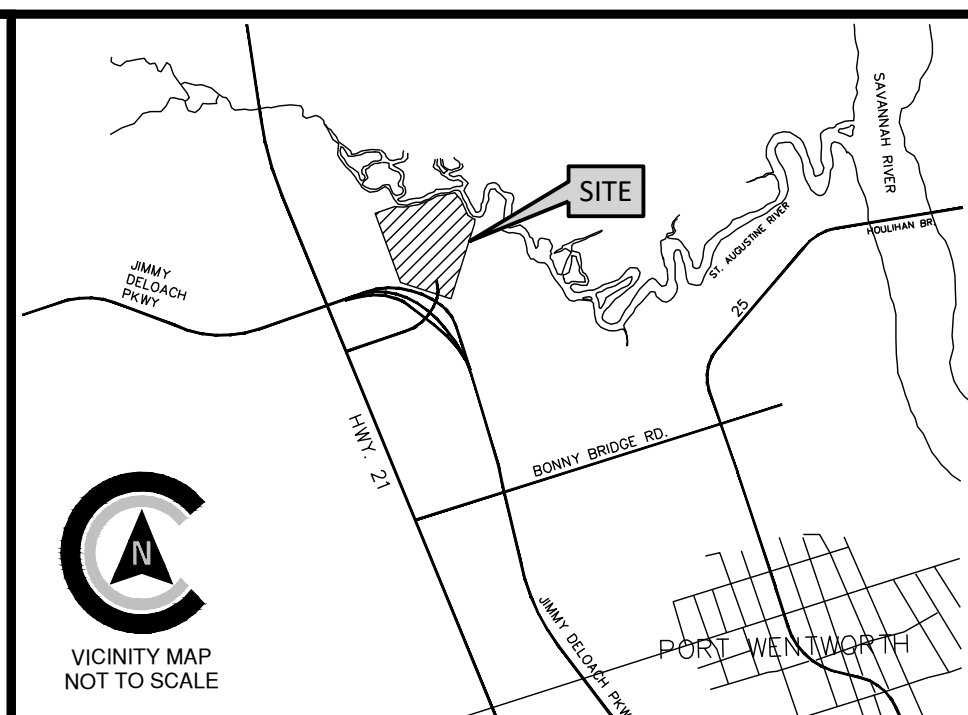 SAVANNAH RIVER
SITE
ST. AUGUSTINE RIVER
HOULIHAN BR.
JIMMY
DELOACH
PKWY
25
HWY. 21
BONNY BRIDGE RD.
N
VICINITY MAP
NOT TO SCALE
JIMMY DELOACH PKW
PORT WENTWORTH